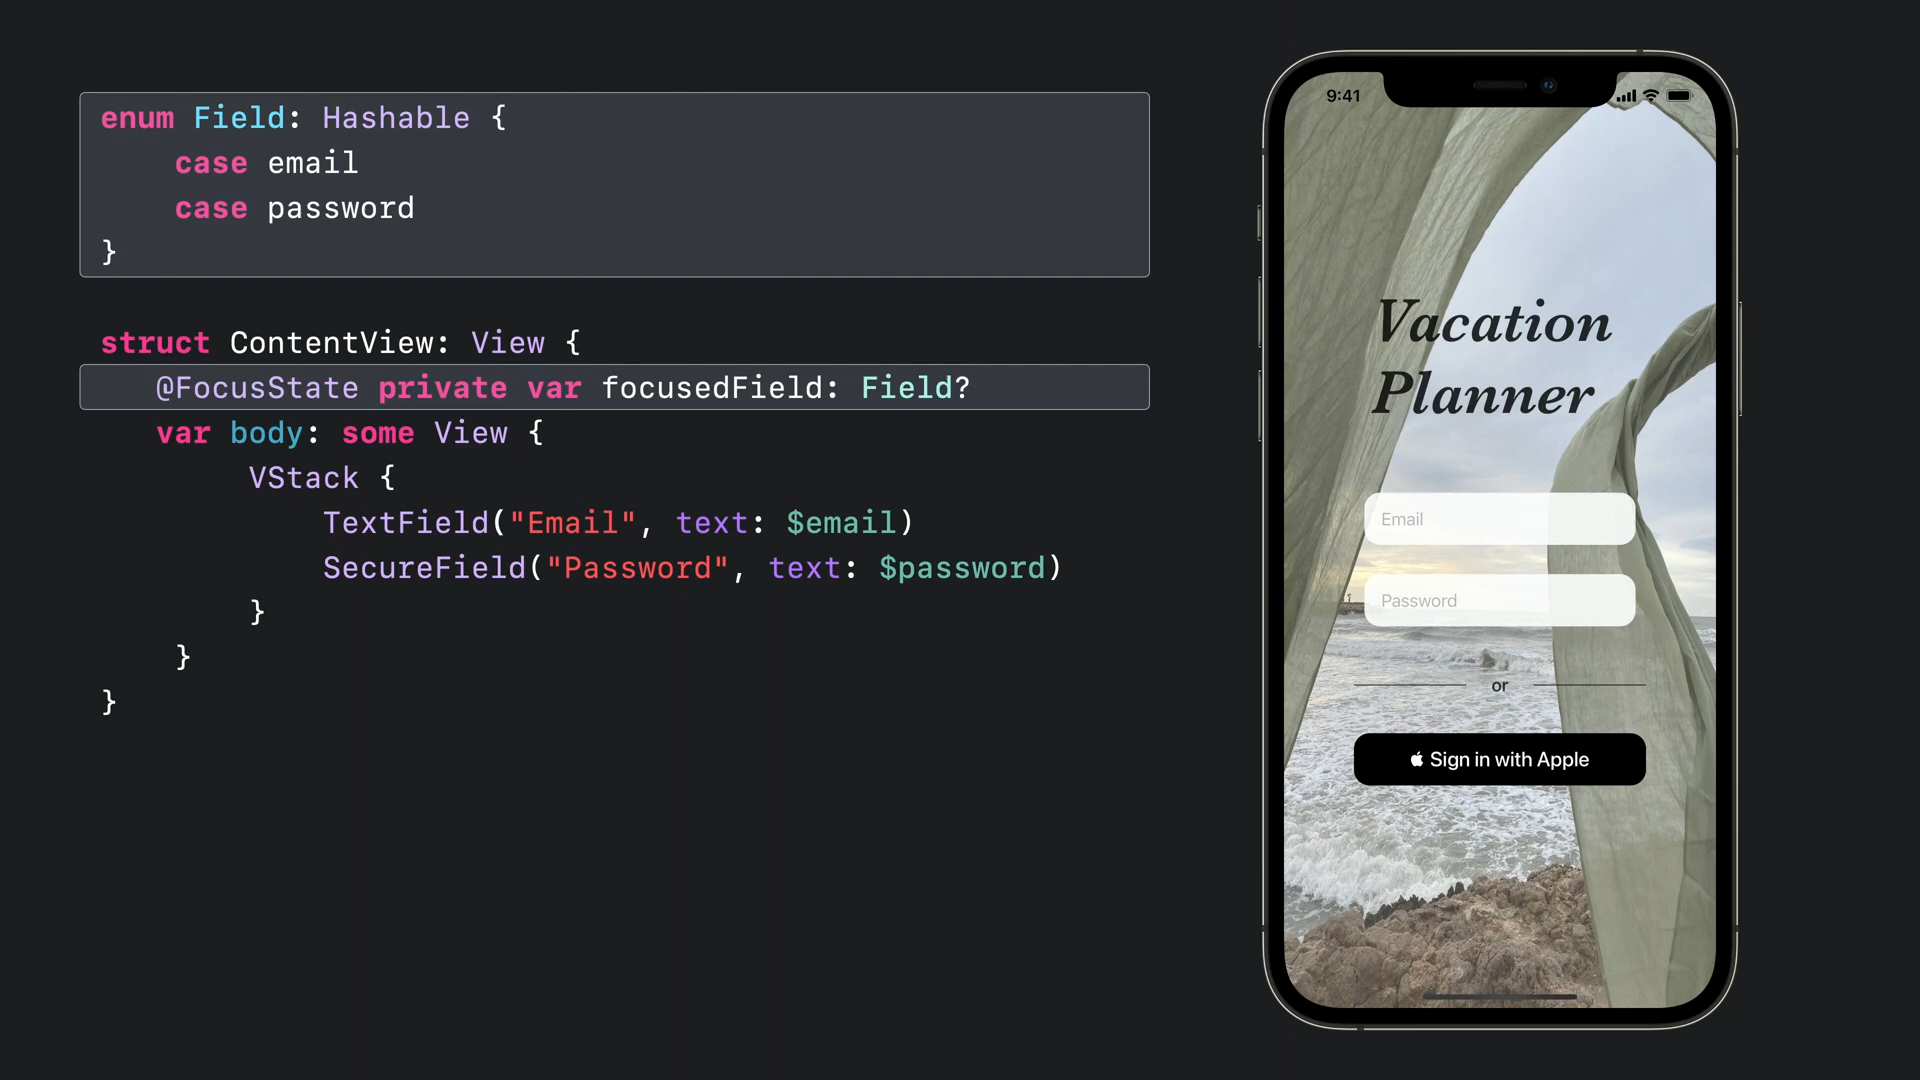 enum Field: Hashable {
case email
case password
}
struct ContentView: View {
@FocusState private var focusedField: Field?
var body: some View {
VStack {
TextField("Email", text: $email)
SecureField("Password", text: $password)
}
}
}
9:41
Vacation
Planner
Email
Password
or
Sign in with Apple